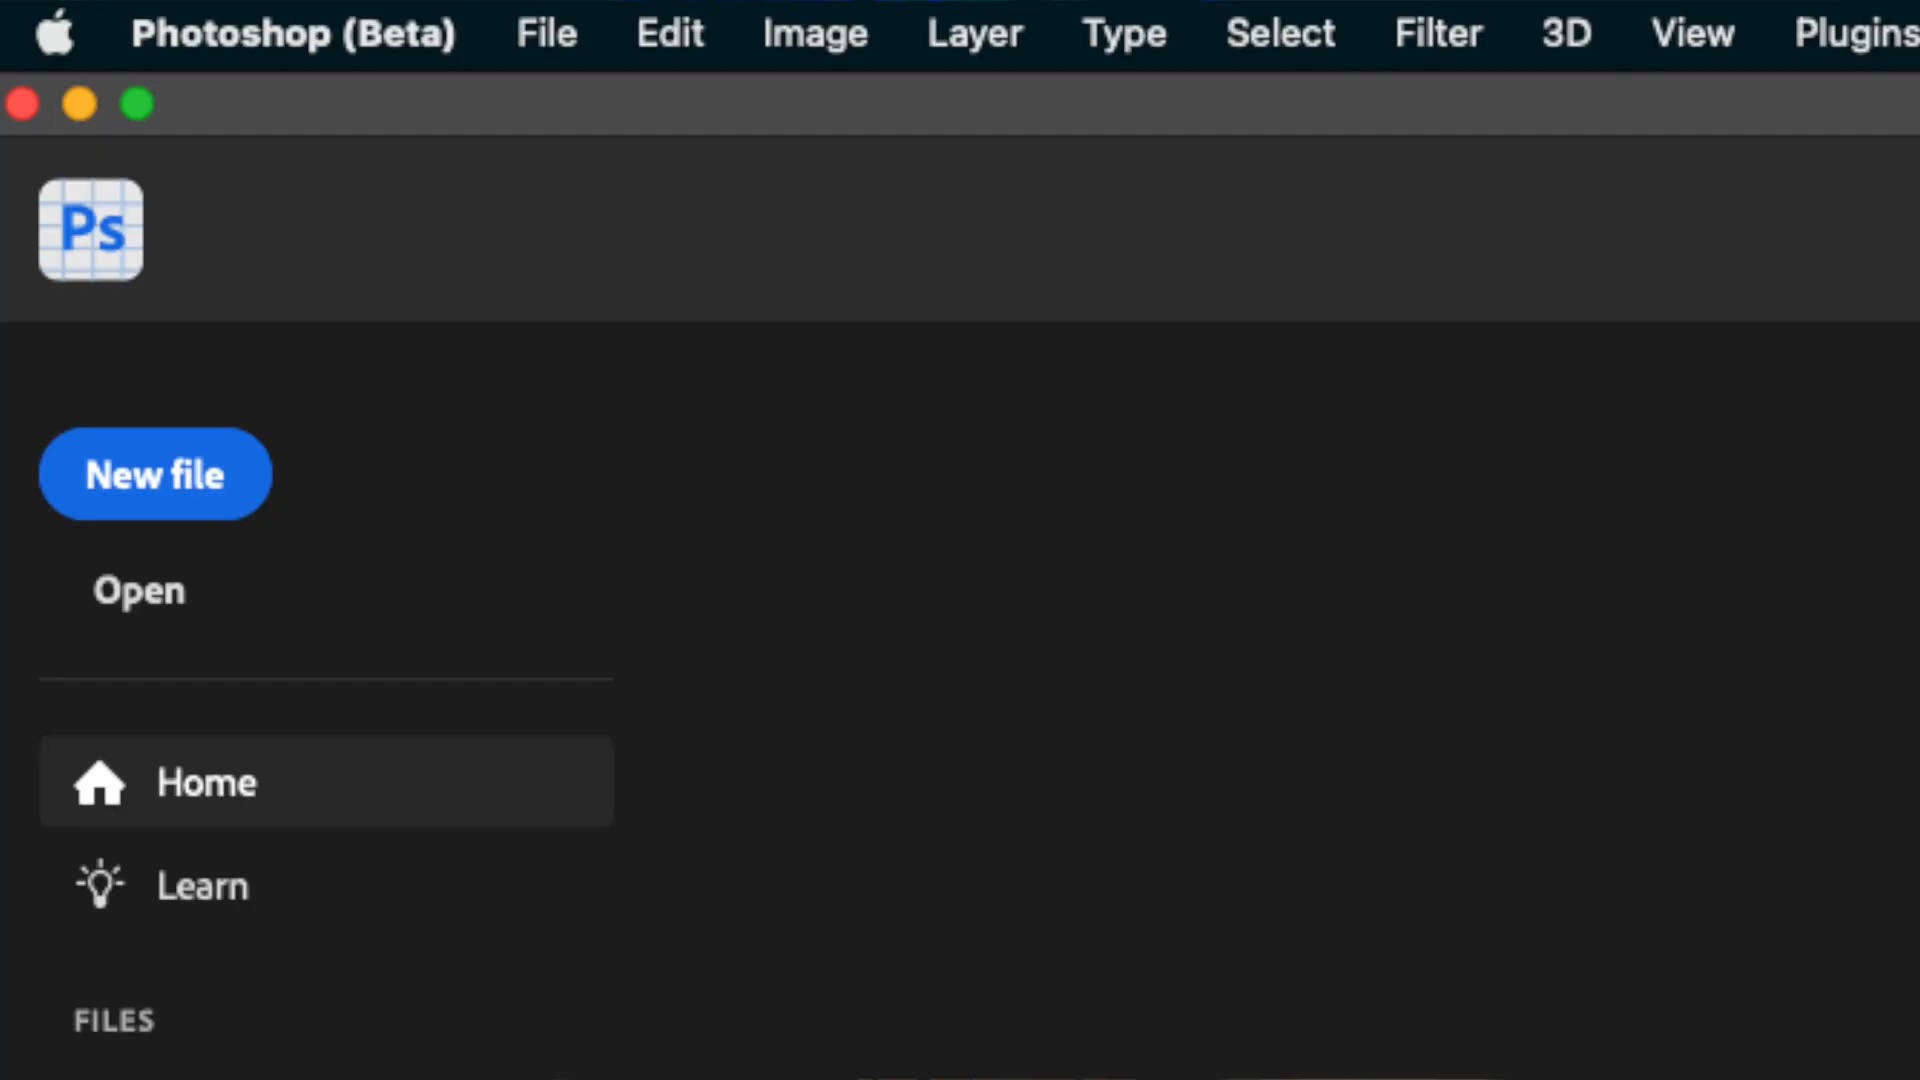 Photoshop (Beta) File Edit Image Layer Type Select Filter 3D View Plugins
Ps
New file
Open
Home
Learn
FILES